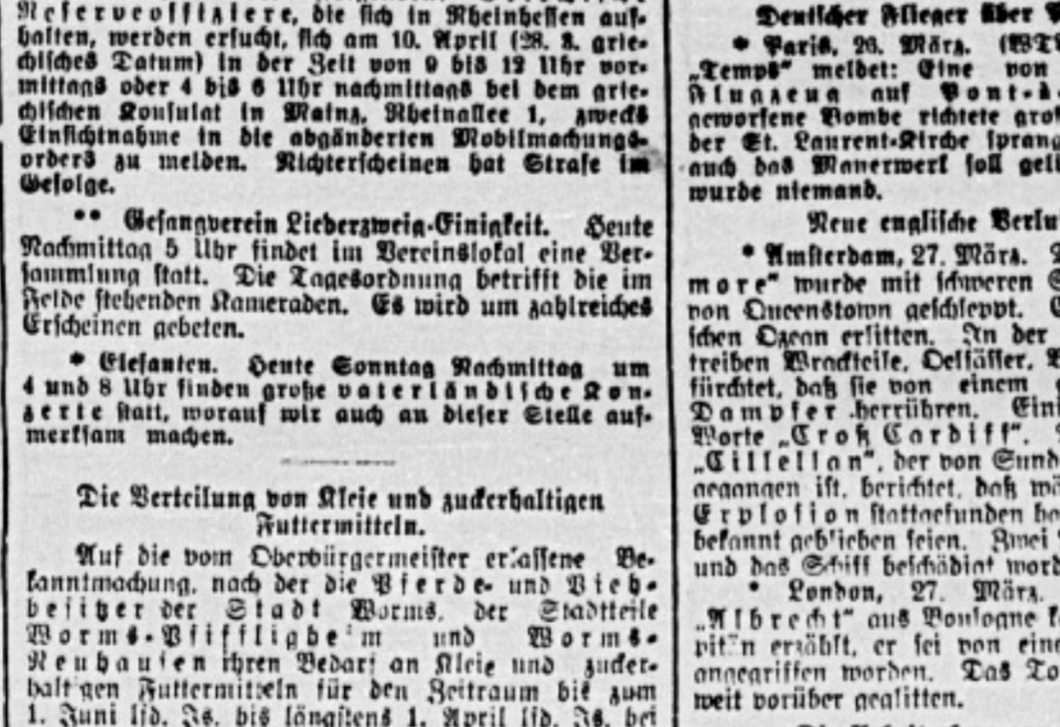 Reserveoffiziere, die sich in Rheinhessen auf-
halten, werden ersucht, sich am 10. April (28. 3. grie-
chisches Datum) in der Zeit von 9 bis 12 Uhr vor-
mittags oder 4 bis 6 Uhr nachmittags bei dem grie-
chischen Konsulat in Mainz, Rheinallee 1, zwecks
Einsichtnahme in die abgänderten Mobilmachungs-
orders zu melden. Nichterscheinen hat Strafe im
Gefolge.
** Gesangverein Liederzweig-Einigkeit. Heute
Nachmittag 5 Uhr findet im Vereinslokal eine Ver-
sammlung statt. Die Tagesordnung betrifft die im
Felde stehenden Kameraden. Es wird um zahlreiches
Erscheinen gebeten.
* Elefanten. Heute Sonntag Nachmittag um
4 und 8 Uhr finden große vaterländische Kon-
zerte statt, worauf wir auch an dieser Stelle auf-
merksam machen.
Die Verteilung von Kleie und zuckerhaltigen
Futtermitteln.
Auf die vom Oberbürgermeister erlassene Be-
kanntmachung, nach der die Pferde- und Vieh-
besitzer der Stadt Worms, der Stadtteile
Worms-Pfiffligheim und Worms-
Neuhausen ihren Bedarf an Kleie und zucker-
haltigen Futtermitteln für den Zeitraum bis zum
1. Juni lfd. Js. bis längstens 1. April lfd. Js. bei
Deutscher Flieger über
* Paris, 26. März. (WT
„Temps“ meldet: Eine von
Flugzeug auf Pont-à-
geworfene Bombe richtete
der St. Laurent-Kirche
auch das Mauerwerk soll
wurde niemand.
Neue englische
* Amsterdam, 27. März.
more“ wurde mit schweren
von Queenstown geschleppt.
schen Ozean erlitten. In der
treiben Wrackteile, Oelfässer,
fürchtet, daß sie von einem
Dampfer herrühren.
Worte „Croß Cardiff“.
„Cillellan“, der von
gegangen ist, berichtet, daß
Explosion stattgefunden
bekannt geblieben seien. Zwei
und das Schiff beschädigt
* London, 27. März.
„Albrecht“ aus Boulogne
pitän erzählt, er sei von
angegriffen worden. Das
weit vorüber geglitten.